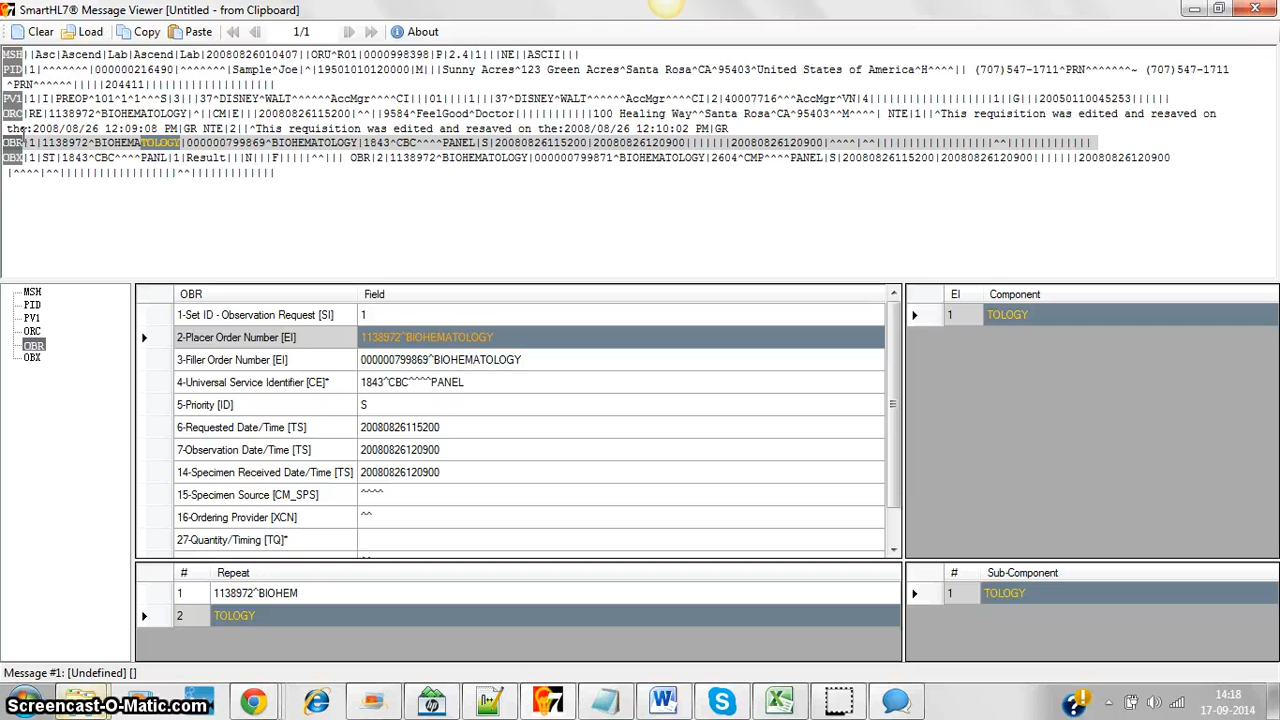 SmartHL7® Message Viewer [Untitled - from Clipboard]
Clear Load Copy Paste 1/1 About
MSH||Asc|Ascend|Lab|Ascend|Lab|20080826010407||ORU^R01|0000998398|P|2.4|1||NE||ASCII|||
PID|1|^^^^^^^|000000216490|^^^^^^^|Sample^Joe|^|19501010120000|M|||Sunny Acres^123 Green Acres^Santa Rosa^CA^95403^United States of America^H^^^^|| (707)547-1711^PRN^^^^^^^~ (707)547-1711
^PRN^^^^^^||||204411||||||||||||||||||||||
PV1|1|I|PREOP^101^1^^^S|3|||37^DISNEY^WALT^^^^^^AccMgr^^^^CI|||01||||1|||37^DISNEY^WALT^^^^^^AccMgr^^^^CI|2|40007716^^^AccMgr^VN|4||||||||||||||||||||1||G|||20050110045253||||||
ORC|RE|1138972^BIOHEMATOLOGY|^||CM|E|||20080826120900|||9584^FeelGood^Doctor|||||||||||||100 Healing Way^^Santa Rosa^CA^95403^^M^^^^| NTE|1||^This requisition was edited and resaved on
the:2008/08/26 12:09:08 PM|GR NTE|2||^This requisition was edited and resaved on the:2008/08/26 12:10:02 PM|GR
OBR|1|1138972^BIOHEMATOLOGY|000000799869^BIOHEMATOLOGY|1843^CBC^^^^PANEL|S|20080826115200|20080826120900|||||||20080826120900|^^^^|^^|||||||||||||||||||^^||||||||||||
OBX|1|ST|1843^CBC^^^^PANL|1|Result||N|||F|||||^^| OBR|2|1138972^BIOHEMATOLOGY|000000799871^BIOHEMATOLOGY|2604^CMP^^^^PANEL|S|20080826115200|20080826120900|||||||20080826120900
|^^^^|^^|||||||||||||||||||^^||||||||||||
MSH
PID
PV1
ORC
OBR
OBX
OBR Field
1-Set ID - Observation Request [SI] 1
2-Placer Order Number [EI] 1138972^BIOHEMATOLOGY
3-Filler Order Number [EI] 000000799869^BIOHEMATOLOGY
4-Universal Service Identifier [CE]* 1843^CBC^^^^PANEL
5-Priority [ID] S
6-Requested Date/Time [TS] 20080826115200
7-Observation Date/Time [TS] 20080826120900
14-Specimen Received Date/Time [TS] 20080826120900
15-Specimen Source [CM_SPS] ^^^^
16-Ordering Provider [XCN] ^^
27-Quantity/Timing [TQ]*
EI Component
1 TOLOGY
# Repeat
1 1138972^BIOHEM
2 TOLOGY
# Sub-Component
1 TOLOGY
Message #1: [Undefined] []
Screencast-O-Matic.com
14:18
17-09-2014